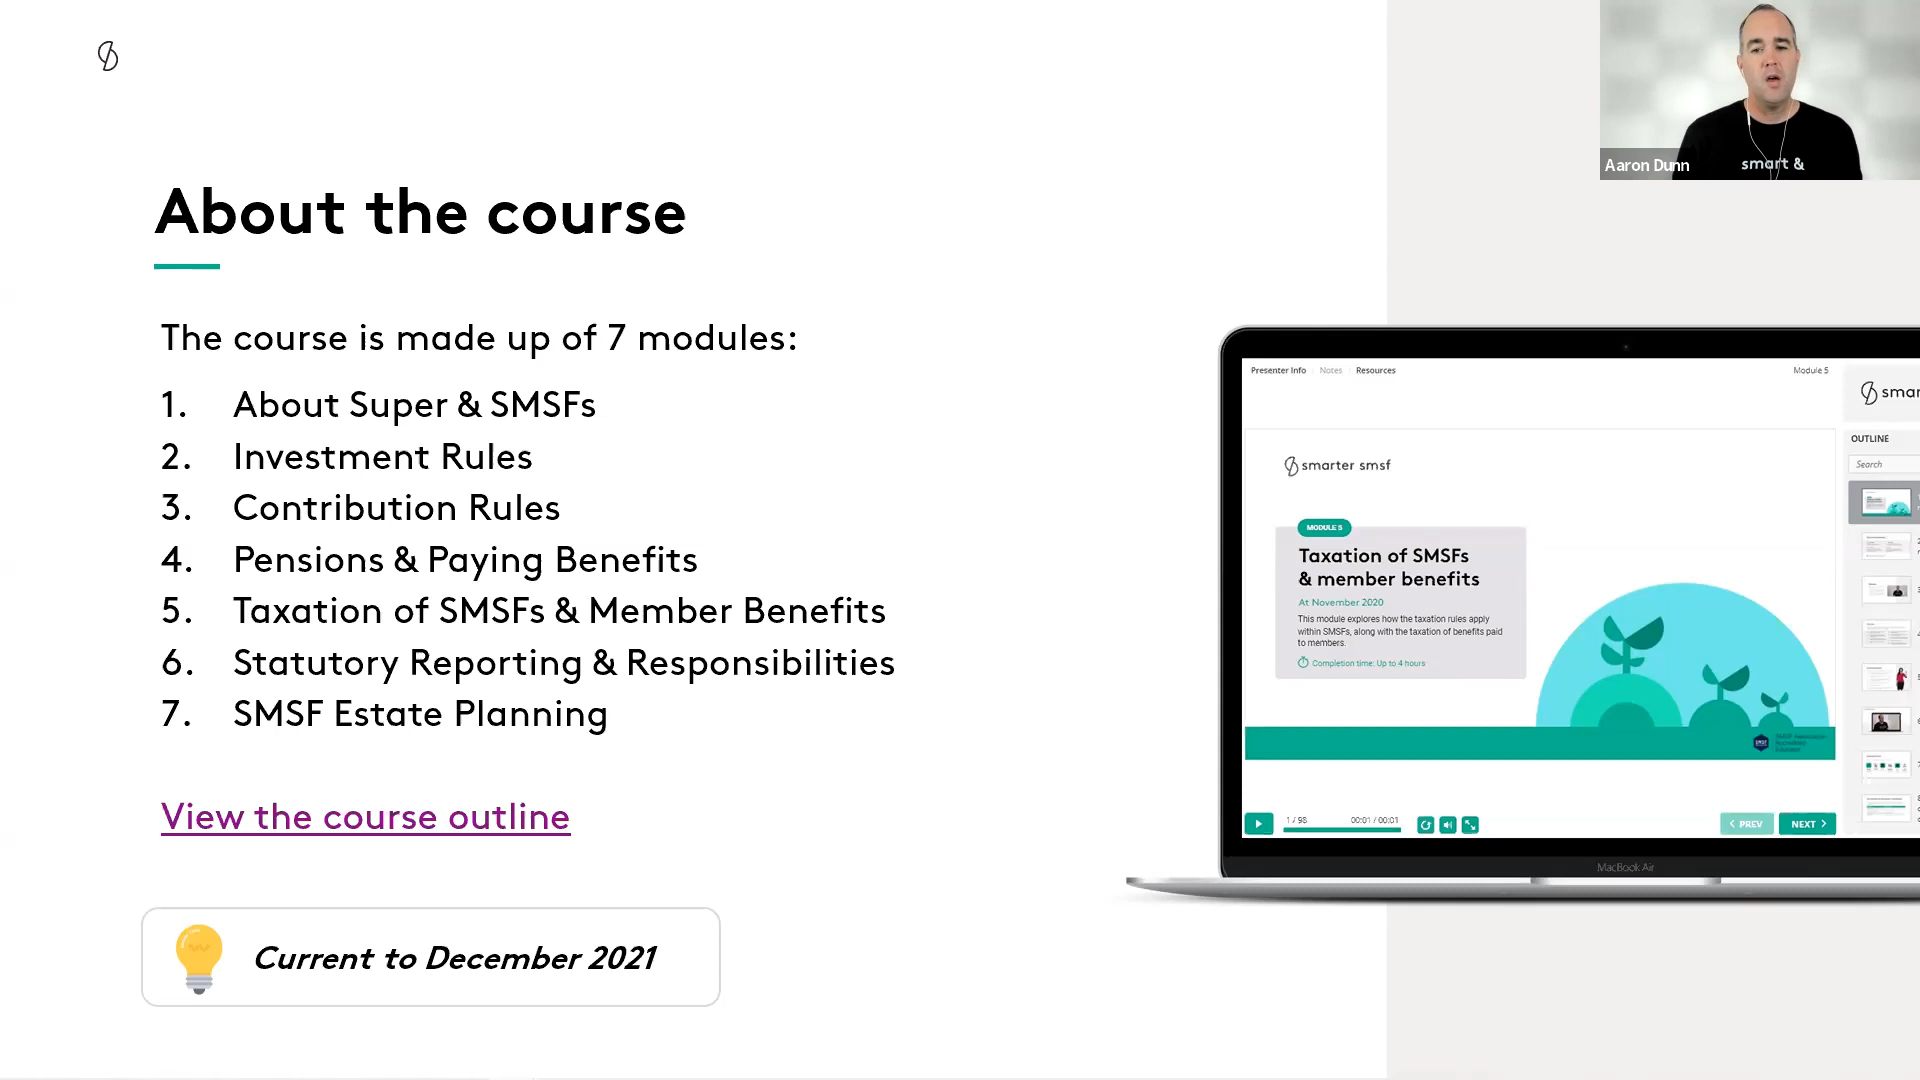 Aaron Dunn
smart &
About the course
The course is made up of 7 modules:
1. About Super & SMSFs
2. Investment Rules
3. Contribution Rules
4. Pensions & Paying Benefits
5. Taxation of SMSFs & Member Benefits
6. Statutory Reporting & Responsibilities
7. SMSF Estate Planning
View the course outline
Current to December 2021
Presenter Info Notes Resources
Module 5
smarter smsf
MODULE 5
Taxation of SMSFs
& member benefits
At November 2020
This module explores how the taxation rules apply
within SMSFs, along with the taxation of benefits paid
to members.
Completion time: Up to 4 hours
1 / 98
00:01 / 00:01
PREV
NEXT
smar
OUTLINE
Search
MacBook Air